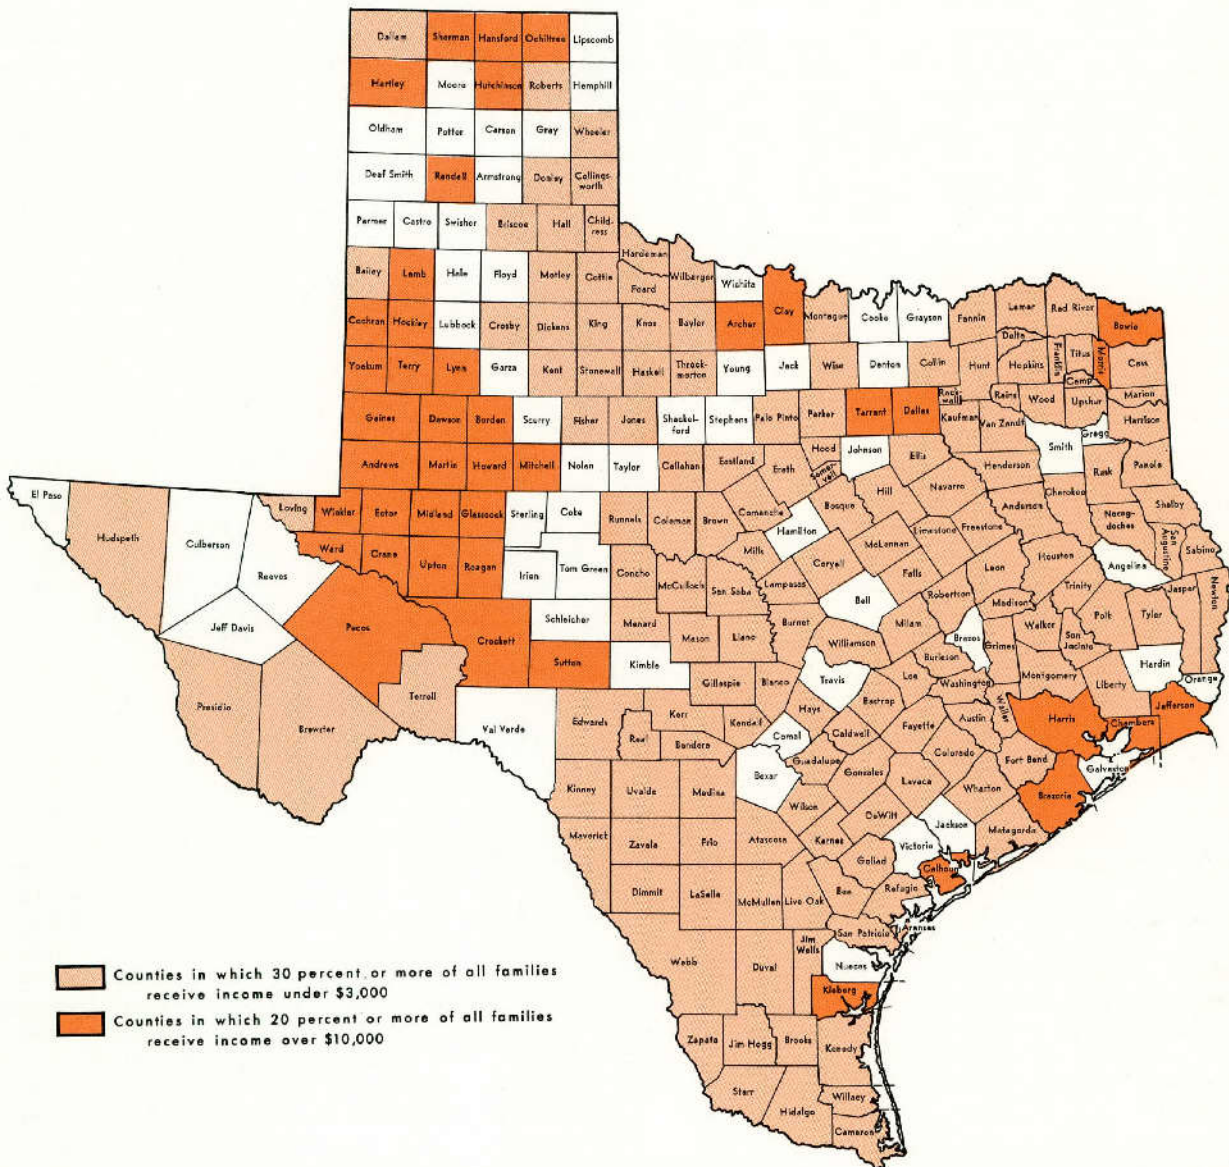 Dallam Sherman Hansford Ochiltree Lipscomb
Hartley Moore Hutchinson Roberts Hemphill
Oldham Potter Carson Gray Wheeler
Deaf Smith Randall Armstrong Donley Collings-
worth
Parmer Castro Swisher Briscoe Hall Child-
ress
Hardeman
Bailey Lamb Hale Floyd Motley Cottle Foard Wilbarger Wichita
Cochran Hockley Lubbock Crosby Dickens King Knox Baylor Archer Clay Montague Cooke Grayson Fannin Lamar Red River Bowie
Delta Franklin Titus Morris Cass
Yoakum Terry Lynn Garza Kent Stonewall Haskell Throck-
morton Young Jack Wise Denton Collin Hunt Hopkins Camp Marion
Gaines Dawson Borden Scurry Fisher Jones Shackel-
ford Stephens Palo Pinto Parker Tarrant Dallas Rock-
wall Kaufman Rains Wood Upshur Harrison
Van Zandt Smith Gregg
Andrews Martin Howard Mitchell Nolan Taylor Callahan Eastland Erath Hood Somer-
vell Johnson Ellis Henderson Rusk Panola
El Paso Hudspeth Culberson Loving Winkler Ector Midland Glasscock Sterling Coke Runnels Coleman Brown Comanche Bosque Hill Navarro Anderson Cherokee Nacog-
doches Shelby
San Augustine Sabine
Hamilton Mills McLennan Limestone Freestone
Reeves Ward Crane Upton Reagan Irion Tom Green Concho McCulloch San Saba Lampasas Coryell Falls Leon Houston Angelina
Trinity Jasper Newton
Jeff Davis Pecos Crockett Schleicher Menard Mason Llano Burnet Bell Milam Robertson Madison Walker Polk Tyler
Williamson Brazos Grimes San
Jacinto Hardin
Presidio Brewster Terrell Sutton Kimble Gillespie Blanco Travis Lee Burleson Washington Montgomery Liberty Orange
Val Verde Edwards Kerr Kendall Hays Bastrop Fayette Austin Waller Harris Chambers Jefferson
Real Bandera Comal Caldwell Colorado Fort Bend Galveston
Kinney Uvalde Medina Bexar Guadalupe Gonzales Lavaca Wharton Brazoria
Wilson DeWitt Jackson Matagorda
Maverick Zavala Frio Atascosa Karnes Goliad Victoria Calhoun
Dimmit LaSalle McMullen Live Oak Bee Refugio
Aransas
Webb Duval Jim
Wells San Patricio Nueces
Kleberg
Zapata Jim Hogg Brooks Kenedy
Starr Hidalgo Willacy
Cameron
Counties in which 30 percent or more of all families
receive income under $3,000
Counties in which 20 percent or more of all families
receive income over $10,000